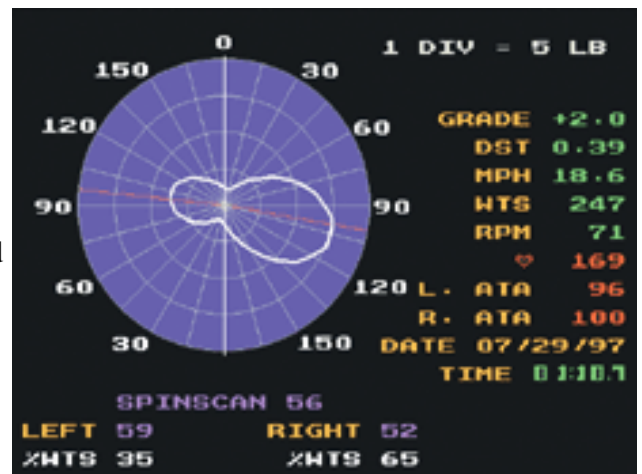 0
1 DIV = 5 LB
150
30
120
60
GRADE +2.0
DST 0.39
MPH 18.6
90
90
WTS 247
RPM 71
♥ 169
60
120
L. ATA 96
R. ATA 100
30
150
DATE 07/29/97
TIME 01:10.7
SPINSCAN 56
LEFT 59 RIGHT 52
%WTS 35 %WTS 65